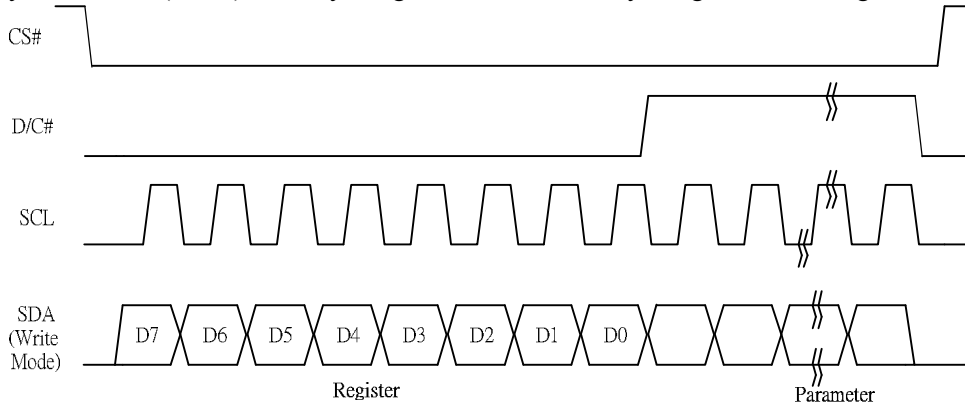 CS#
D/C#
SCL
SDA
(Write
Mode)
D7 D6 D5 D4 D3 D2 D1 D0
Register
Parameter